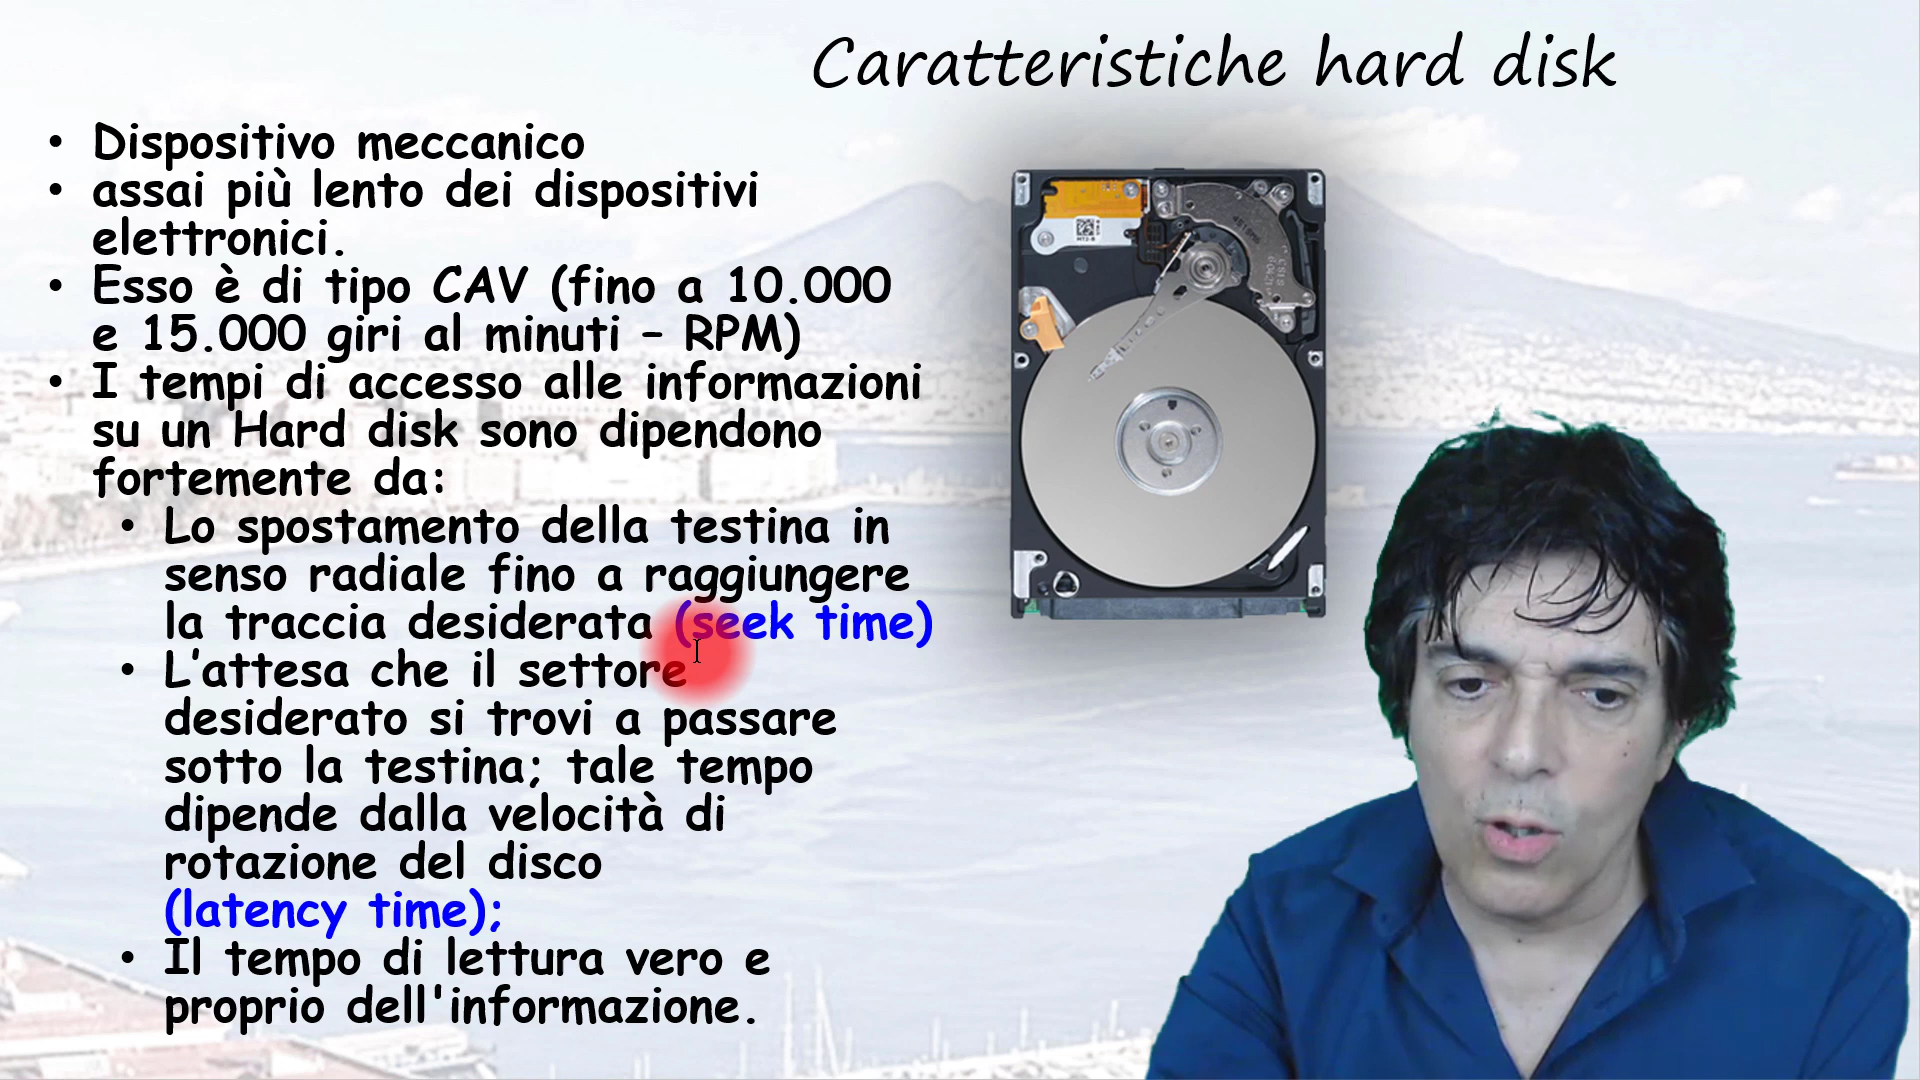 Caratteristiche hard disk
• Dispositivo meccanico
• assai più lento dei dispositivi
elettronici.
• Esso è di tipo CAV (fino a 10.000
e 15.000 giri al minuti – RPM)
• I tempi di accesso alle informazioni
su un Hard disk sono dipendono
fortemente da:
• Lo spostamento della testina in
senso radiale fino a raggiungere
la traccia desiderata (seek time)
• L’attesa che il settore
desiderato si trovi a passare
sotto la testina; tale tempo
dipende dalla velocità di
rotazione del disco
(latency time);
• Il tempo di lettura vero e
proprio dell'informazione.